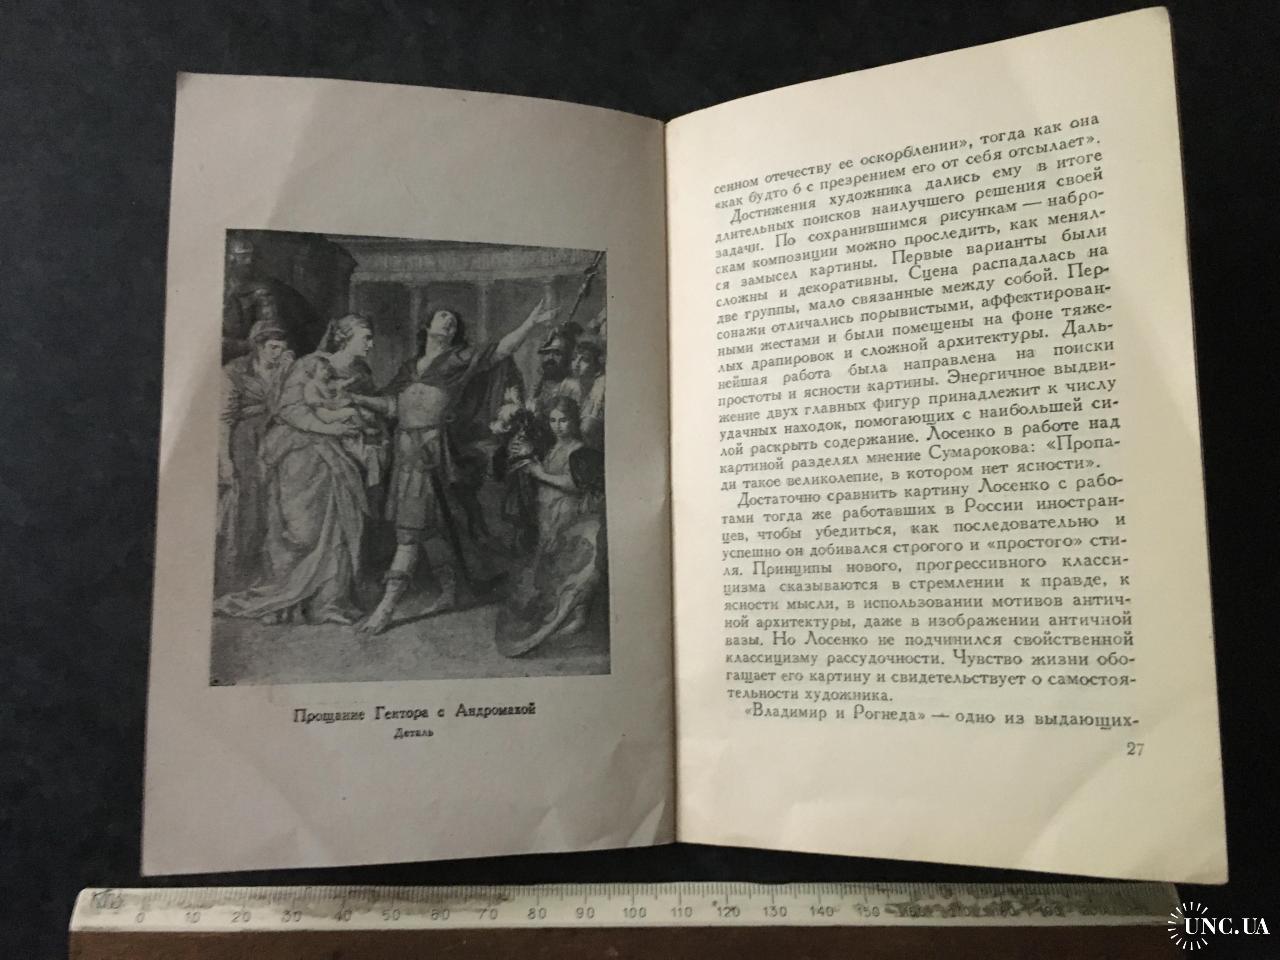 Прощание Гектора с Андромахой
Деталь
сенном отечеству ее оскорблении», тогда как она
«как будто б с презрением его от себя отсылает».
Достижения художника дались ему в итоге
длительных поисков наилучшего решения своей
задачи. По сохранившимся рисункам — набро-
скам композиции можно проследить, как менял-
ся замысел картины. Первые варианты были
сложны и декоративны. Сцена распадалась на
две группы, мало связанные между собой. Пер-
сонажи отличались порывистыми, аффектирован-
ными жестами и были помещены на фоне тяже-
лых драпировок и сложной архитектуры. Даль-
нейшая работа была направлена на поиски
простоты и ясности картины. Энергичное выдви-
жение двух главных фигур принадлежит к числу
удачных находок, помогающих с наибольшей си-
лой раскрыть содержание. Лосенко в работе над
картиной разделял мнение Сумарокова: «Пропа-
ди такое великолепие, в котором нет ясности».
Достаточно сравнить картину Лосенко с рабо-
тами тогда же работавших в России иностран-
цев, чтобы убедиться, как последовательно и
успешно он добивался строгого и «простого» сти-
ля. Принципы нового, прогрессивного класси-
цизма сказываются в стремлении к правде, к
ясности мысли, в использовании мотивов антич-
ной архитектуры, даже в изображении античной
вазы. Но Лосенко не подчинился свойственной
классицизму рассудочности. Чувство жизни обо-
гащает его картину и свидетельствует о самостоя-
тельности художника.
«Владимир и Рогнеда» — одно из выдающих-
27
0 10 20 30 40 50 60 70 80 90 100 110 120 130 140 150 160 170 180 190
UNC.UA